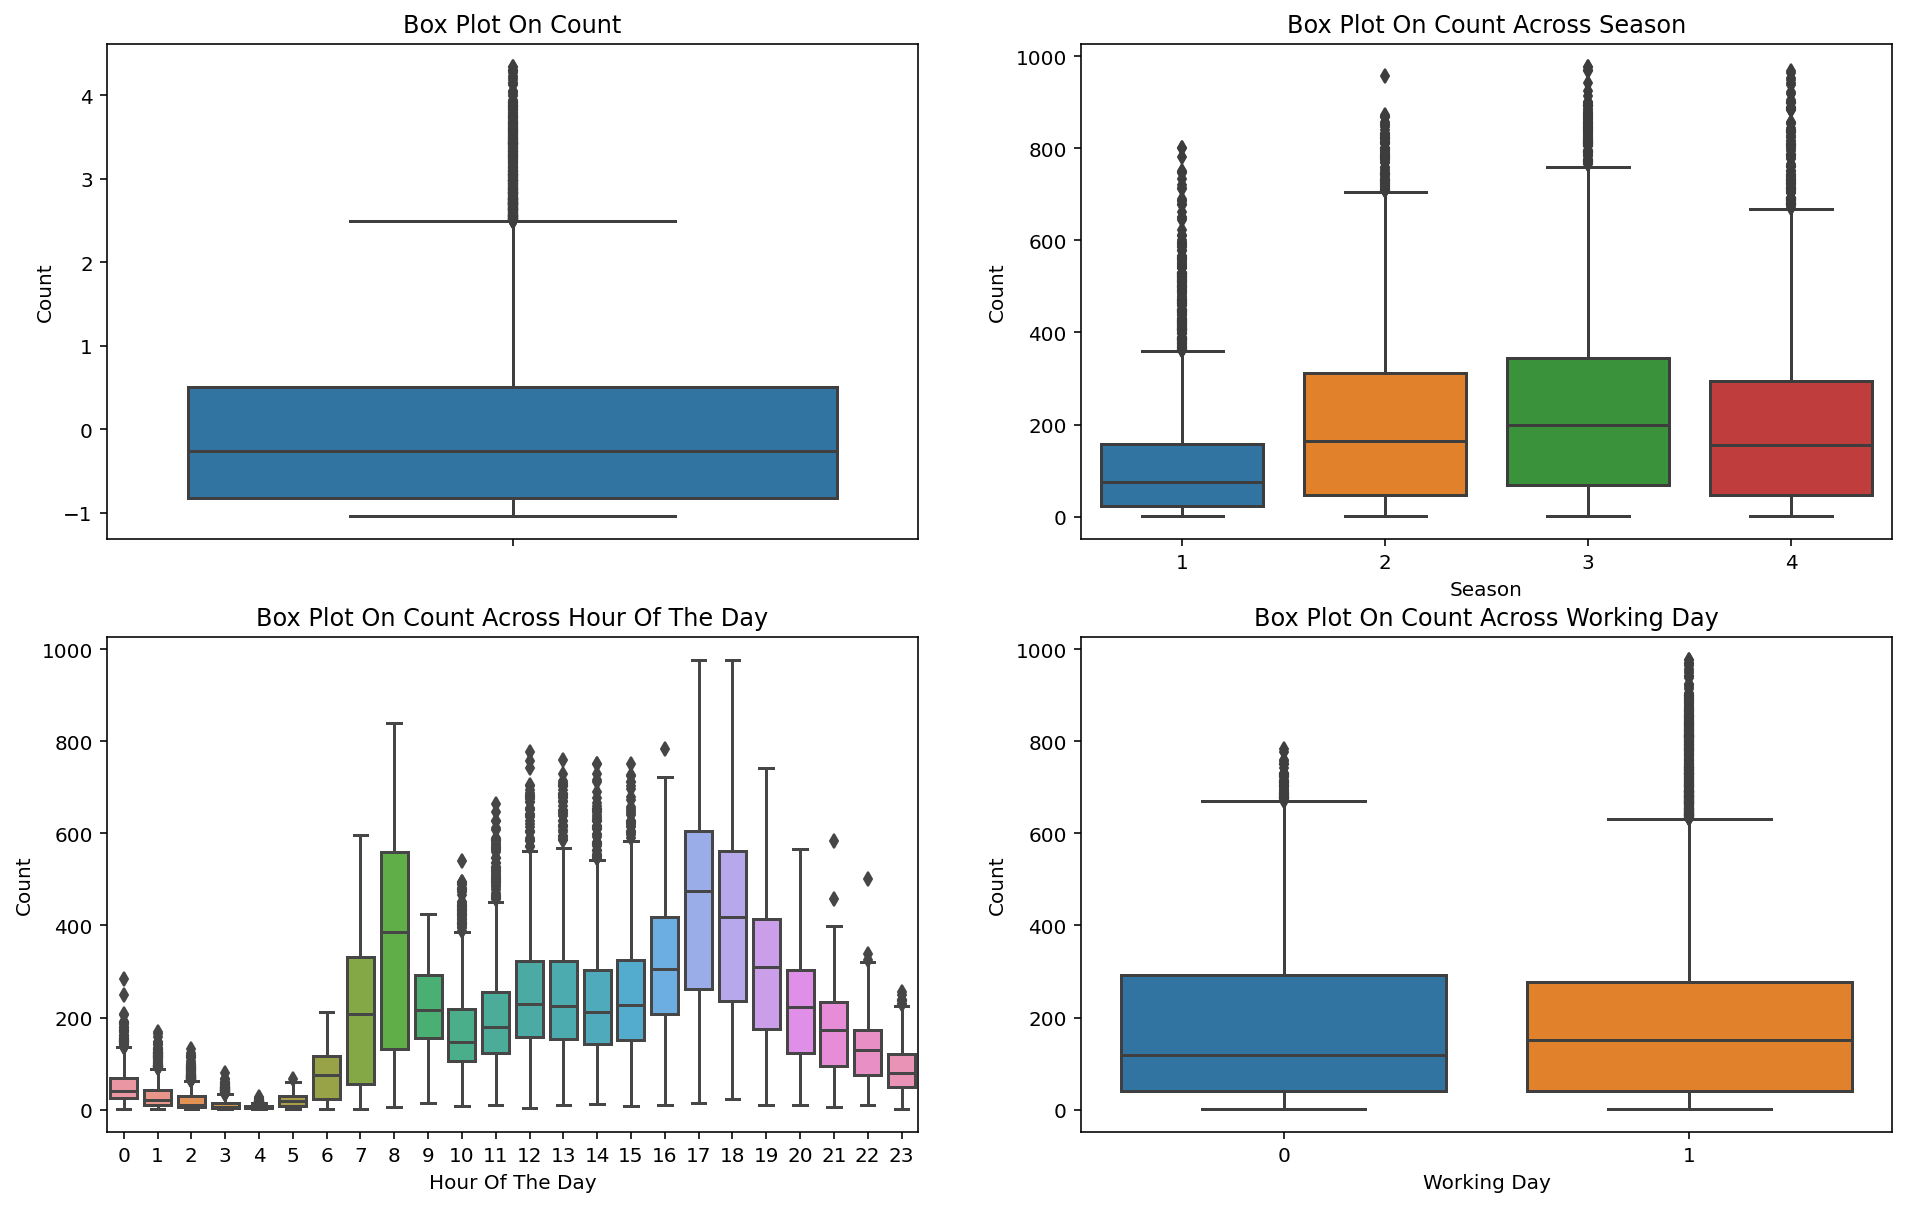 Box Plot On Count
Count
4
3
2
1
0
−1
Box Plot On Count Across Season
Count
1000
800
600
400
200
0
1 2 3 4
Season
Box Plot On Count Across Hour Of The Day
Count
1000
800
600
400
200
0
0 1 2 3 4 5 6 7 8 9 10 11 12 13 14 15 16 17 18 19 20 21 22 23
Hour Of The Day
Box Plot On Count Across Working Day
Count
1000
800
600
400
200
0
0 1
Working Day